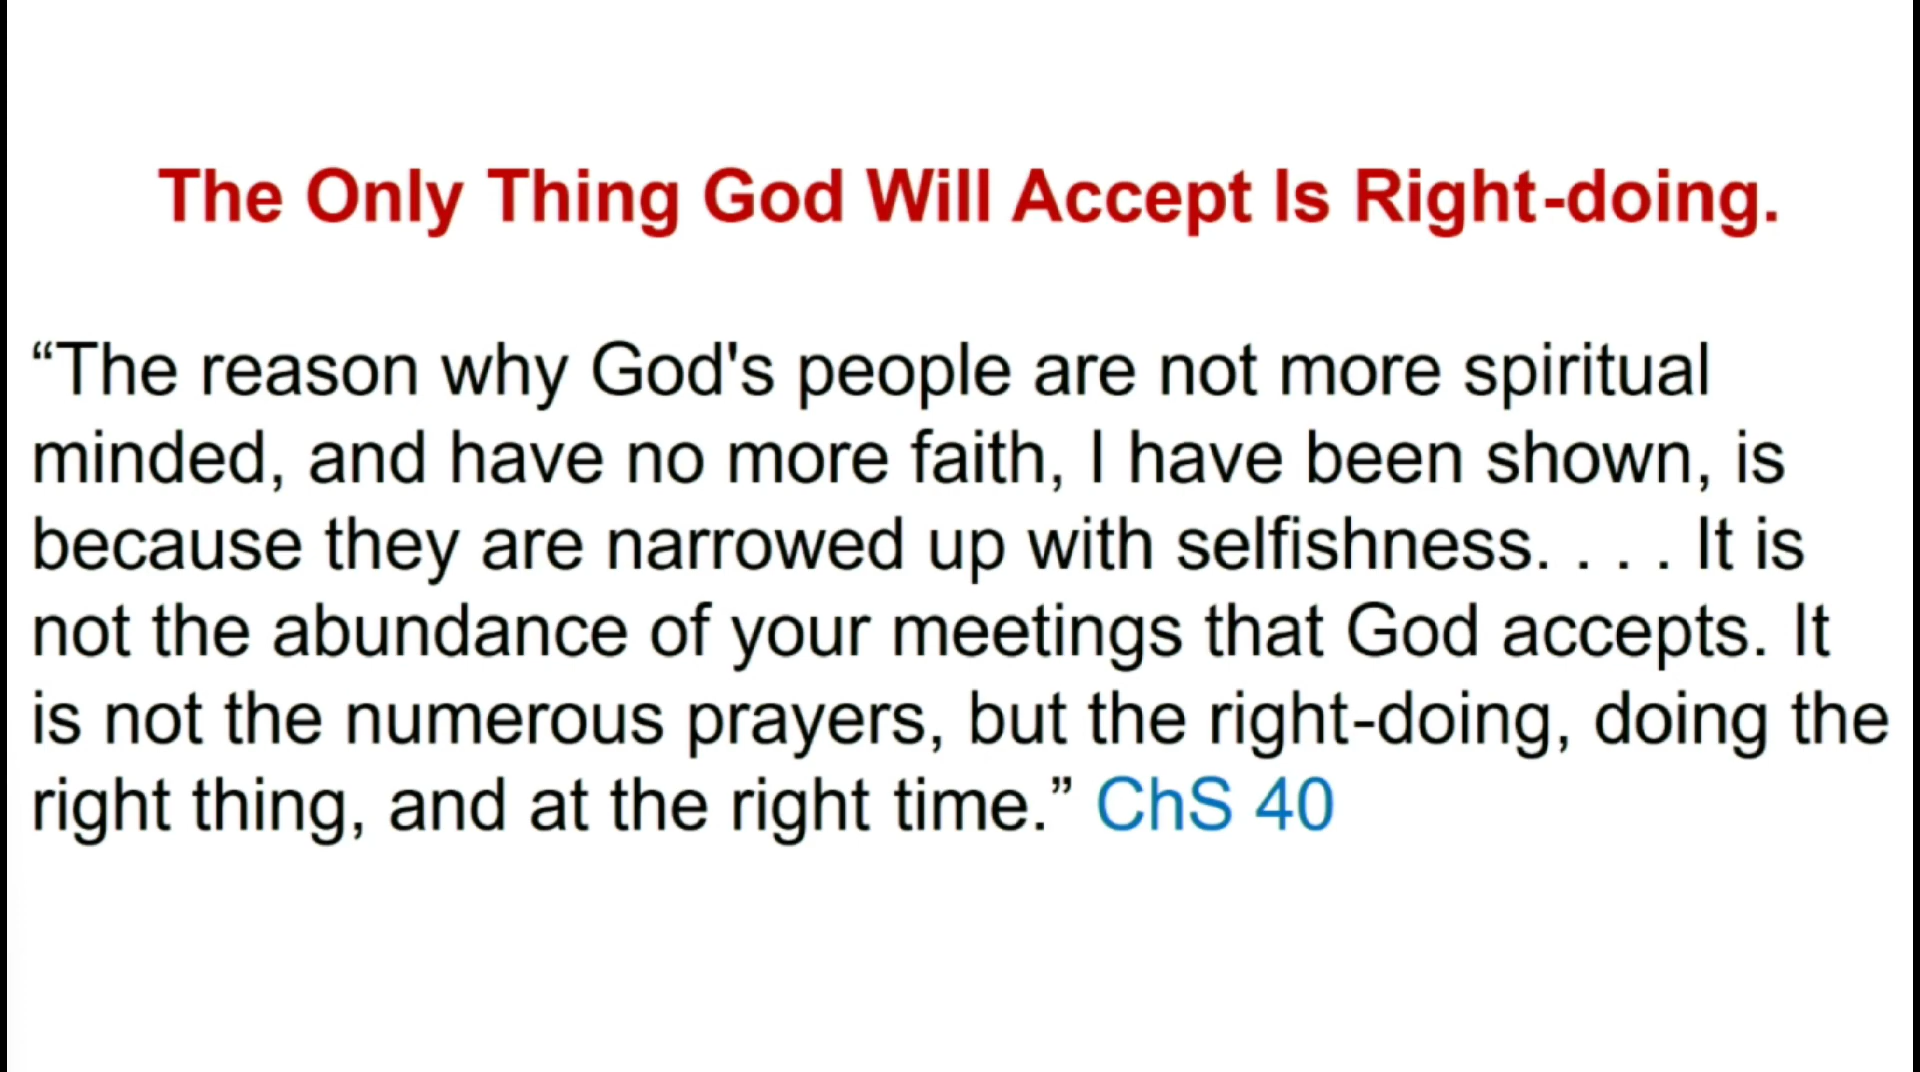 The Only Thing God Will Accept Is Right-doing.
“The reason why God's people are not more spiritual
minded, and have no more faith, I have been shown, is
because they are narrowed up with selfishness. . . . It is
not the abundance of your meetings that God accepts. It
is not the numerous prayers, but the right-doing, doing the
right thing, and at the right time.” ChS 40